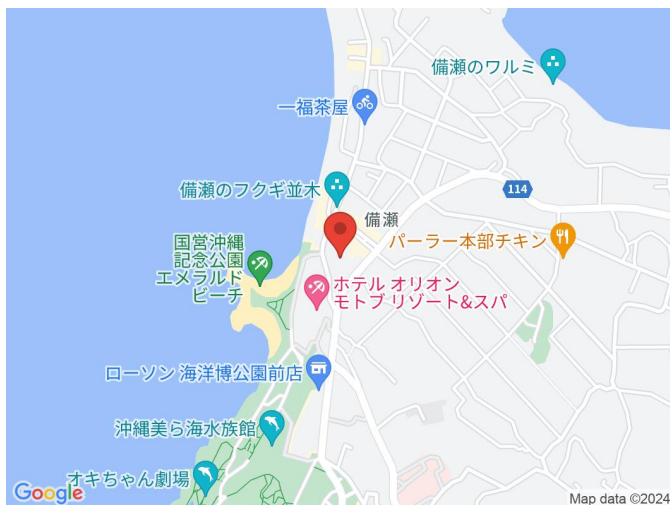 備瀬のワルミ
一福茶屋
114
備瀬のフクギ並木
備瀬
パーラー本部チキン
国営沖縄
記念公園
エメラルド
ビーチ
ホテル オリオン
モトブ リゾート&スパ
ローソン 海洋博公園前店
沖縄美ら海水族館
オキちゃん劇場
Google
Map data ©2024